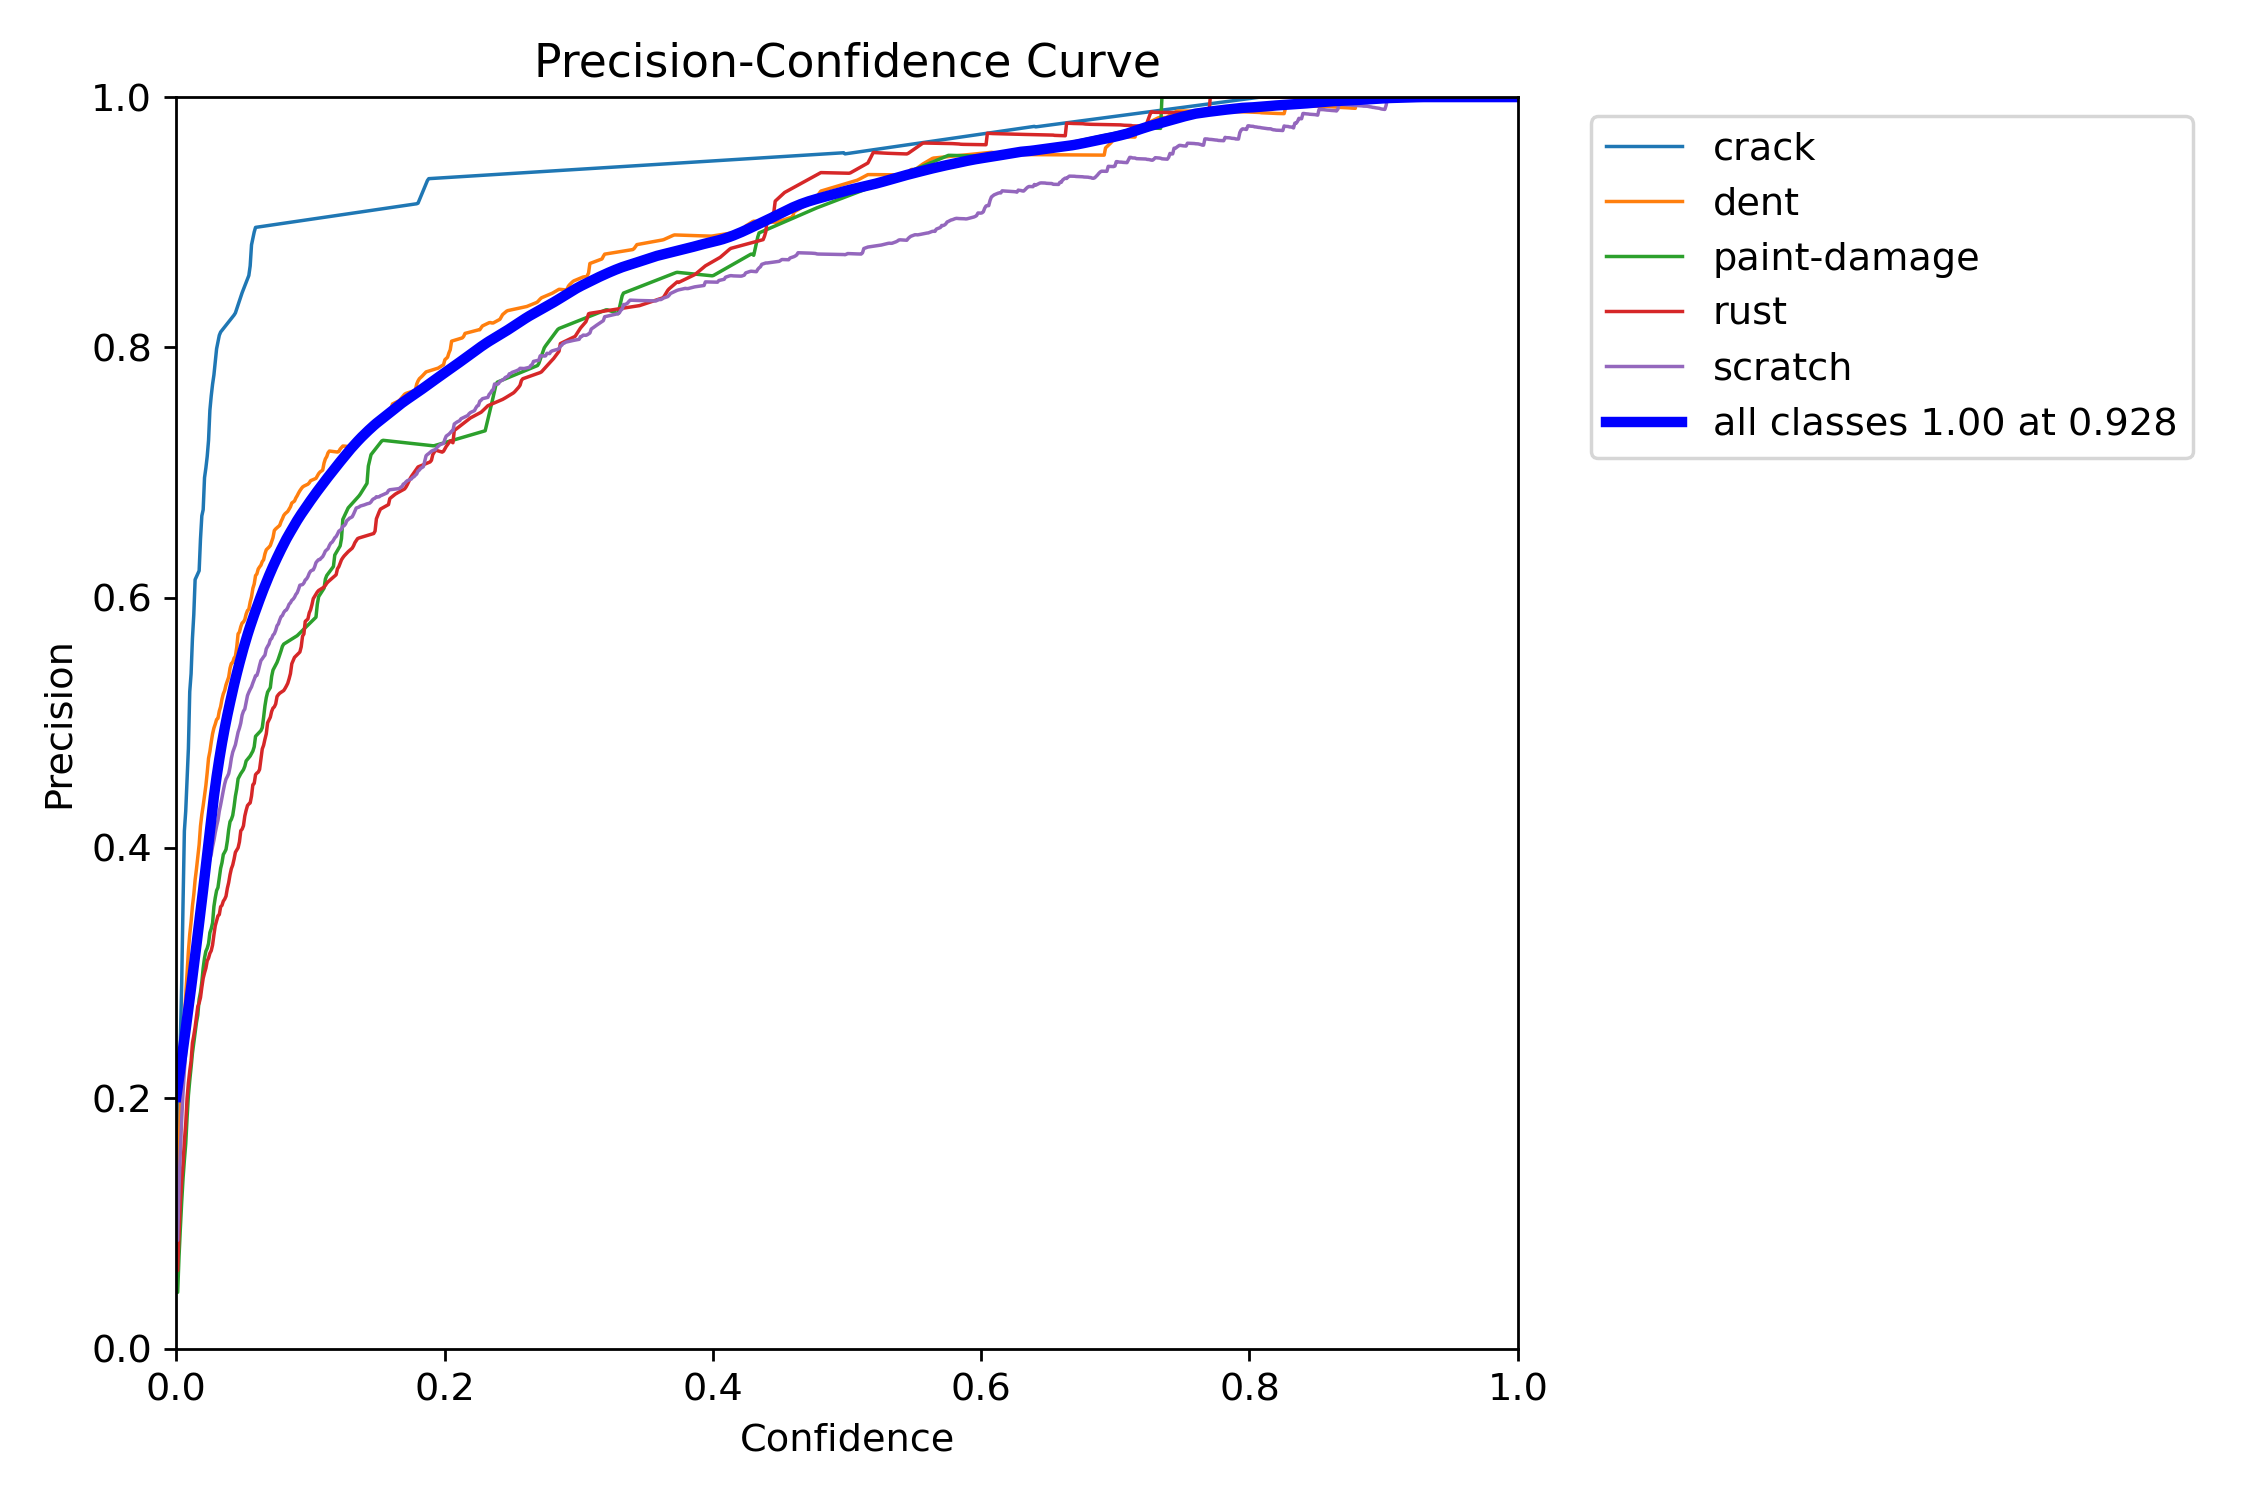 Precision-Confidence Curve
1.0
0.8
0.6
0.4
0.2
0.0
Precision
0.0 0.2 0.4 0.6 0.8 1.0
Confidence
crack
dent
paint-damage
rust
scratch
all classes 1.00 at 0.928